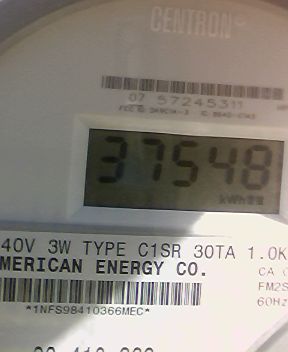 CENTRON®
07 57245311
37548
kWh
40V 3W TYPE C1SR 30TA 1.0K
MERICAN ENERGY CO.
CA
FM2S
60Hz
*1NFS98410366MEC*